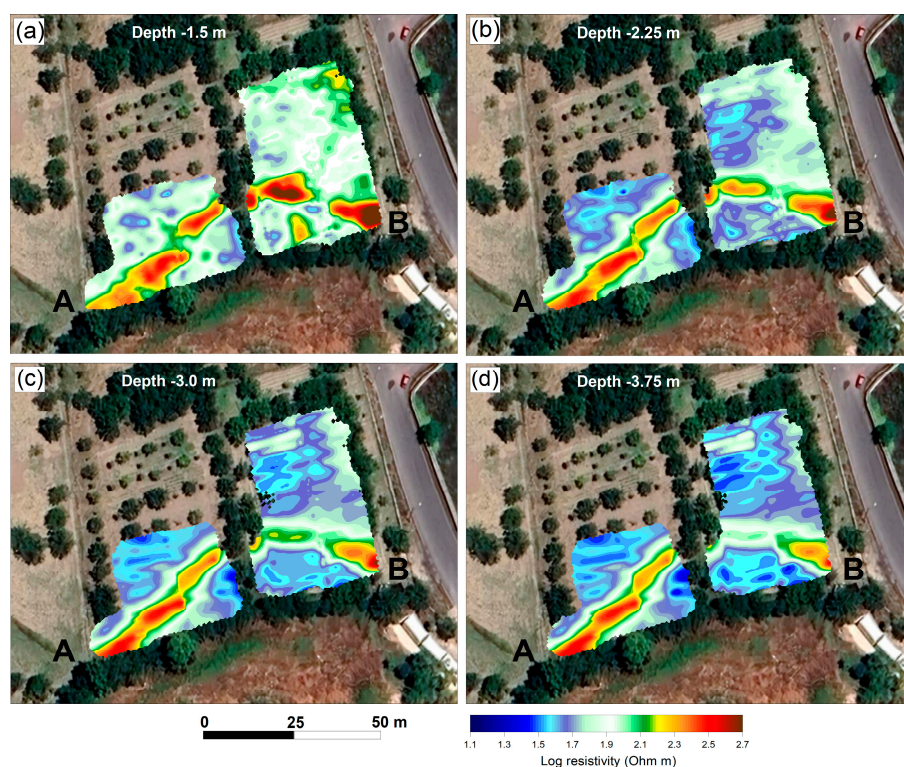 (a) Depth -1.5 m
(b) Depth -2.25 m
A B
A B
(c) Depth -3.0 m
(d) Depth -3.75 m
A B
A B
0 25 50 m
1.1 1.3 1.5 1.7 1.9 2.1 2.3 2.5 2.7
Log resistivity (Ohm m)